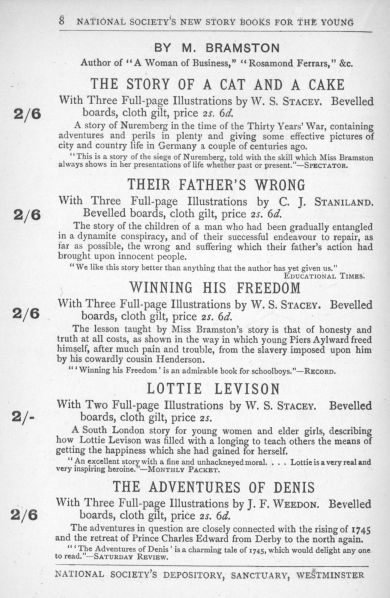 8 NATIONAL SOCIETY'S NEW STORY BOOKS FOR THE YOUNG
BY M. BRAMSTON
Author of "A Woman of Business," "Rosamond Ferrars," &c.
THE STORY OF A CAT AND A CAKE
With Three Full-page Illustrations by W. S. STACEY. Bevelled
2/6 boards, cloth gilt, price 2s. 6d.
A story of Nuremberg in the time of the Thirty Years' War, containing
adventures and perils in plenty and giving some effective pictures of
city and country life in Germany a couple of centuries ago.
"This is a story of the siege of Nuremberg, told with the skill which Miss Bramston
always shows in her presentations of life whether past or present."—SPECTATOR.
THEIR FATHER'S WRONG
With Three Full-page Illustrations by C. J. STANILAND.
2/6 Bevelled boards, cloth gilt, price 2s. 6d.
The story of the children of a man who had been gradually entangled
in a dynamite conspiracy, and of their successful endeavour to repair, as
far as possible, the wrong and suffering which their father's action had
brought upon innocent people.
"We like this story better than anything that the author has yet given us."
EDUCATIONAL TIMES.
WINNING HIS FREEDOM
With Three Full-page Illustrations by W. S. STACEY. Bevelled
2/6 boards, cloth gilt, price 2s. 6d.
The lesson taught by Miss Bramston's story is that of honesty and
truth at all costs, as shown in the way in which young Piers Aylward freed
himself, after much pain and trouble, from the slavery imposed upon him
by his cowardly cousin Henderson.
"'Winning his Freedom' is an admirable book for schoolboys."—RECORD.
LOTTIE LEVISON
With Two Full-page Illustrations by W. S. STACEY. Bevelled
2/- boards, cloth gilt, price 2s.
A South London story for young women and elder girls, describing
how Lottie Levison was filled with a longing to teach others the means of
getting the happiness which she had gained for herself.
"An excellent story with a fine and unhackneyed moral. . . . Lottie is a very real and
very inspiring heroine."—MONTHLY PACKET.
THE ADVENTURES OF DENIS
With Three Full-page Illustrations by J. F. WEEDON. Bevelled
2/6 boards, cloth gilt, price 2s. 6d.
The adventures in question are closely connected with the rising of 1745
and the retreat of Prince Charles Edward from Derby to the north again.
"'The Adventures of Denis' is a charming tale of 1745, which would delight any one
to read."—SATURDAY REVIEW.
NATIONAL SOCIETY'S DEPOSITORY, SANCTUARY, WESTMINSTER